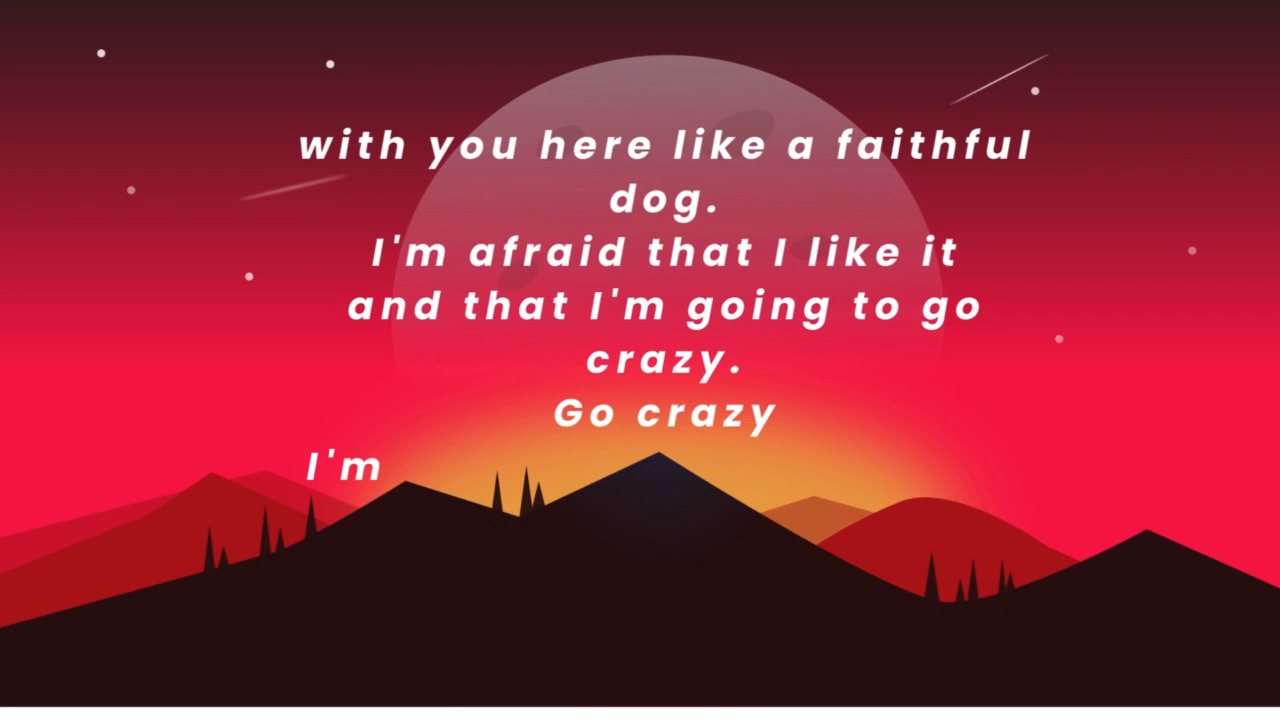 with you here like a faithful
dog.
I'm afraid that I like it
and that I'm going to go
crazy.
Go crazy
I'm